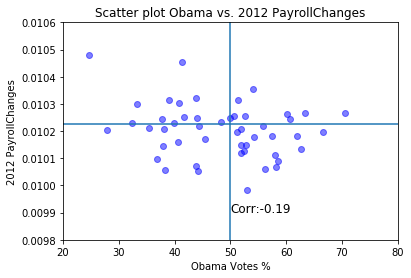 Scatter plot Obama vs. 2012 PayrollChanges
2012 PayrollChanges
0.0106
0.0105
0.0104
0.0103
0.0102
0.0101
0.0100
0.0099
0.0098
Corr:-0.19
20 30 40 50 60 70 80
Obama Votes %